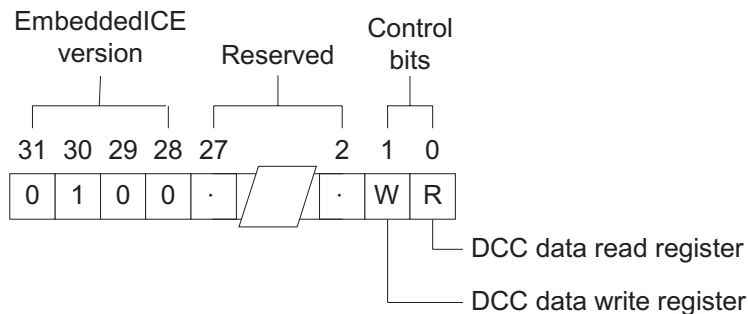 EmbeddedICE
version
Reserved
Control
bits
31 30 29 28 27 2 1 0
0 1 0 0 · · W R
DCC data read register
DCC data write register